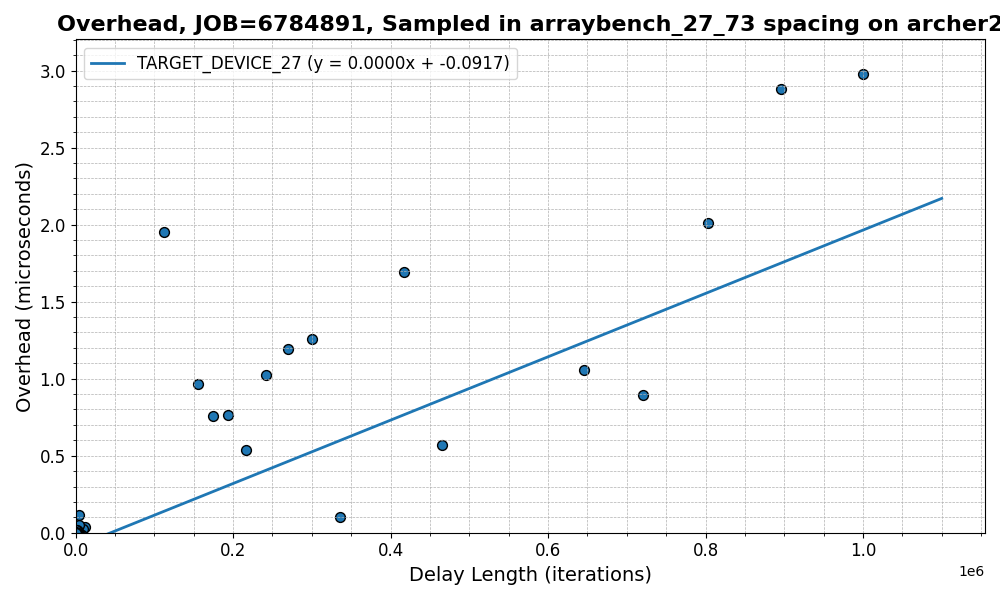 Overhead, JOB=6784891, Sampled in arraybench_27_73 spacing on archer2
TARGET_DEVICE_27 (y = 0.0000x + -0.0917)
Overhead (microseconds)
3.0
2.5
2.0
1.5
1.0
0.5
0.0
0.0 0.2 0.4 0.6 0.8 1.0
1e6
Delay Length (iterations)